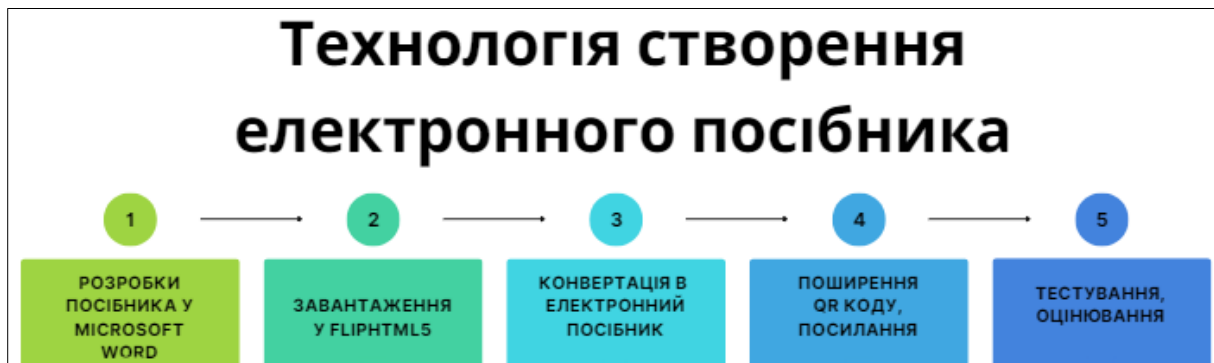 Технологія створення
електронного посібника
1
2
3
4
5
РОЗРОБКИ
ПОСІБНИКА У
MICROSOFT
WORD
ЗАВАНТАЖЕННЯ
У FLIPHTML5
КОНВЕРТАЦІЯ В
ЕЛЕКТРОННИЙ
ПОСІБНИК
ПОШИРЕННЯ
QR КОДУ,
ПОСИЛАННЯ
ТЕСТУВАННЯ,
ОЦІНЮВАННЯ